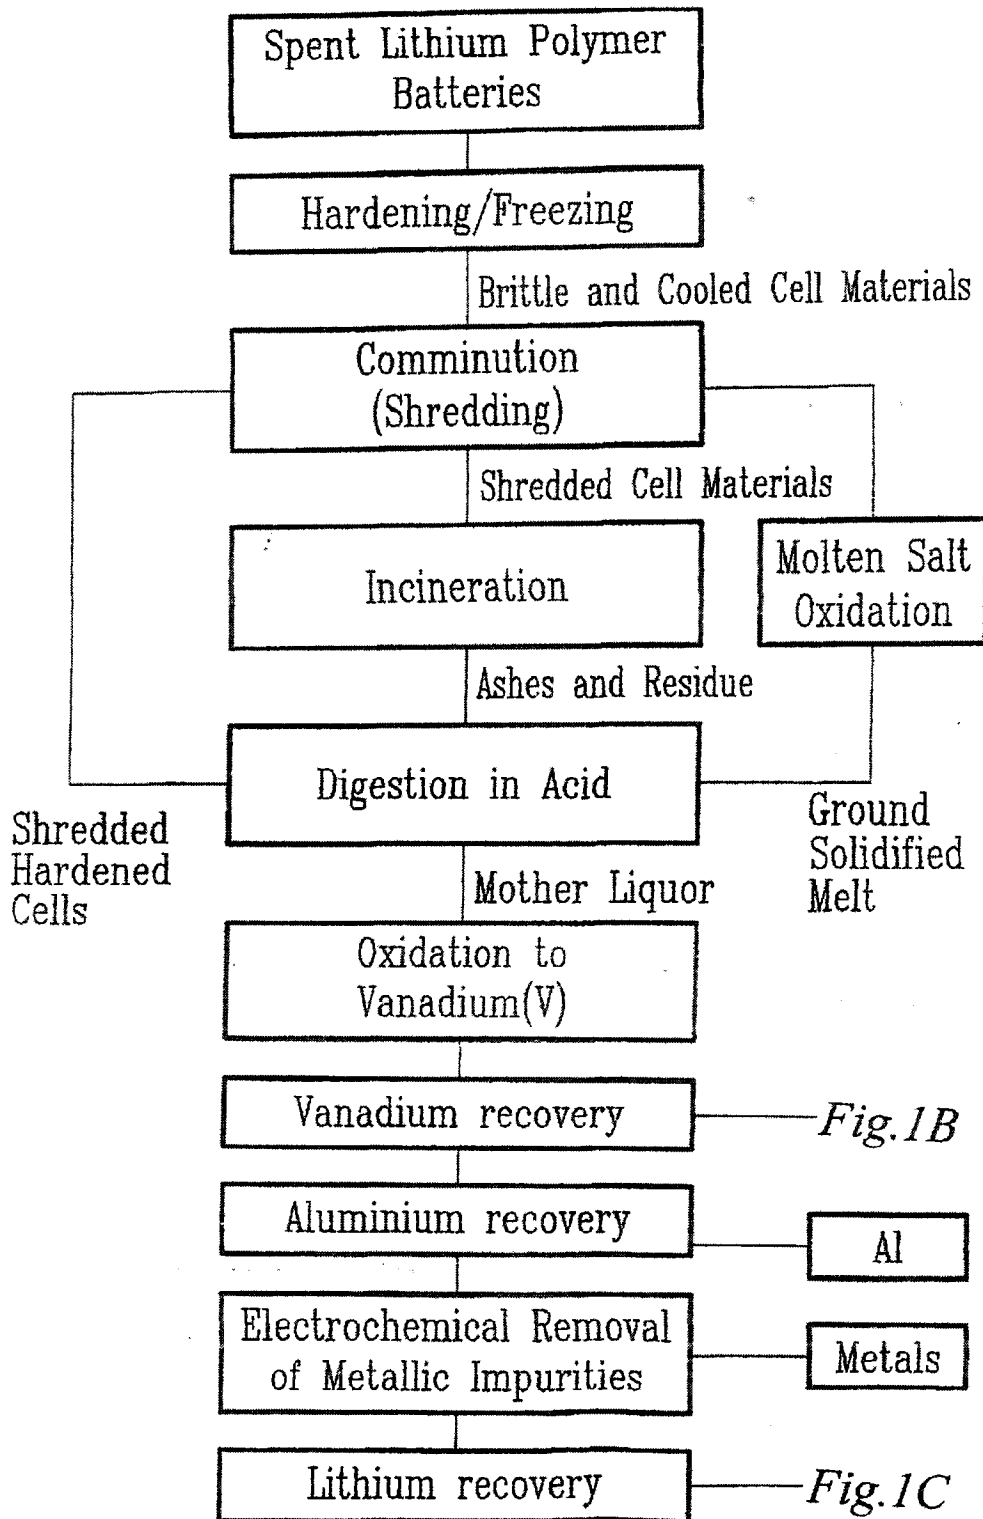 Spent Lithium Polymer
Batteries
Hardening/Freezing
Brittle and Cooled Cell Materials
Comminution
(Shredding)
Shredded Cell Materials
Incineration
Molten Salt
Oxidation
Ashes and Residue
Digestion in Acid
Shredded
Hardened
Cells
Ground
Solidified
Melt
Mother Liquor
Oxidation to
Vanadium(V)
Vanadium recovery
Fig.1B
Aluminium recovery
Al
Electrochemical Removal
of Metallic Impurities
Metals
Lithium recovery
Fig.1C